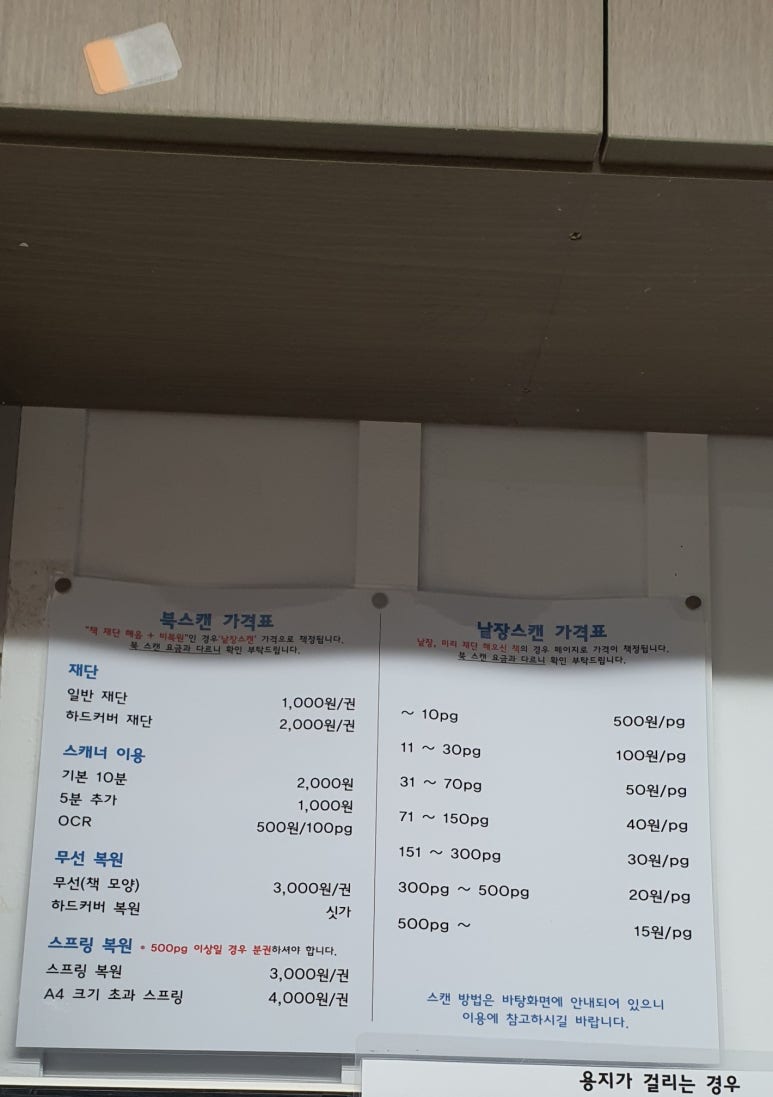 북스캔 가격표
"책 재단 해음 + 미복원"인 경우 '낱장스캔' 가격으로 책정됩니다.
북 스캔 요금과 다르니 확인 부탁드립니다.
재단
일반 재단 1,000원/권
하드커버 재단 2,000원/권
스캐너 이용
기본 10분 2,000원
5분 추가 1,000원
OCR 500원/100pg
무선 복원
무선(책 모양) 3,000원/권
하드커버 복원 싯가
스프링 복원 * 500pg 이상일 경우 분권하셔야 합니다.
스프링 복원 3,000원/권
A4 크기 초과 스프링 4,000원/권
낱장스캔 가격표
낱장, 미리 재단 해오신 책의 경우 페이지로 가격이 책정됩니다.
북 스캔 요금과 다르니 확인 부탁드립니다.
~ 10pg 500원/pg
11 ~ 30pg 100원/pg
31 ~ 70pg 50원/pg
71 ~ 150pg 40원/pg
151 ~ 300pg 30원/pg
300pg ~ 500pg 20원/pg
500pg ~ 15원/pg
스캔 방법은 바탕화면에 안내되어 있으니
이용에 참고하시길 바랍니다.
용지가 걸리는 경우